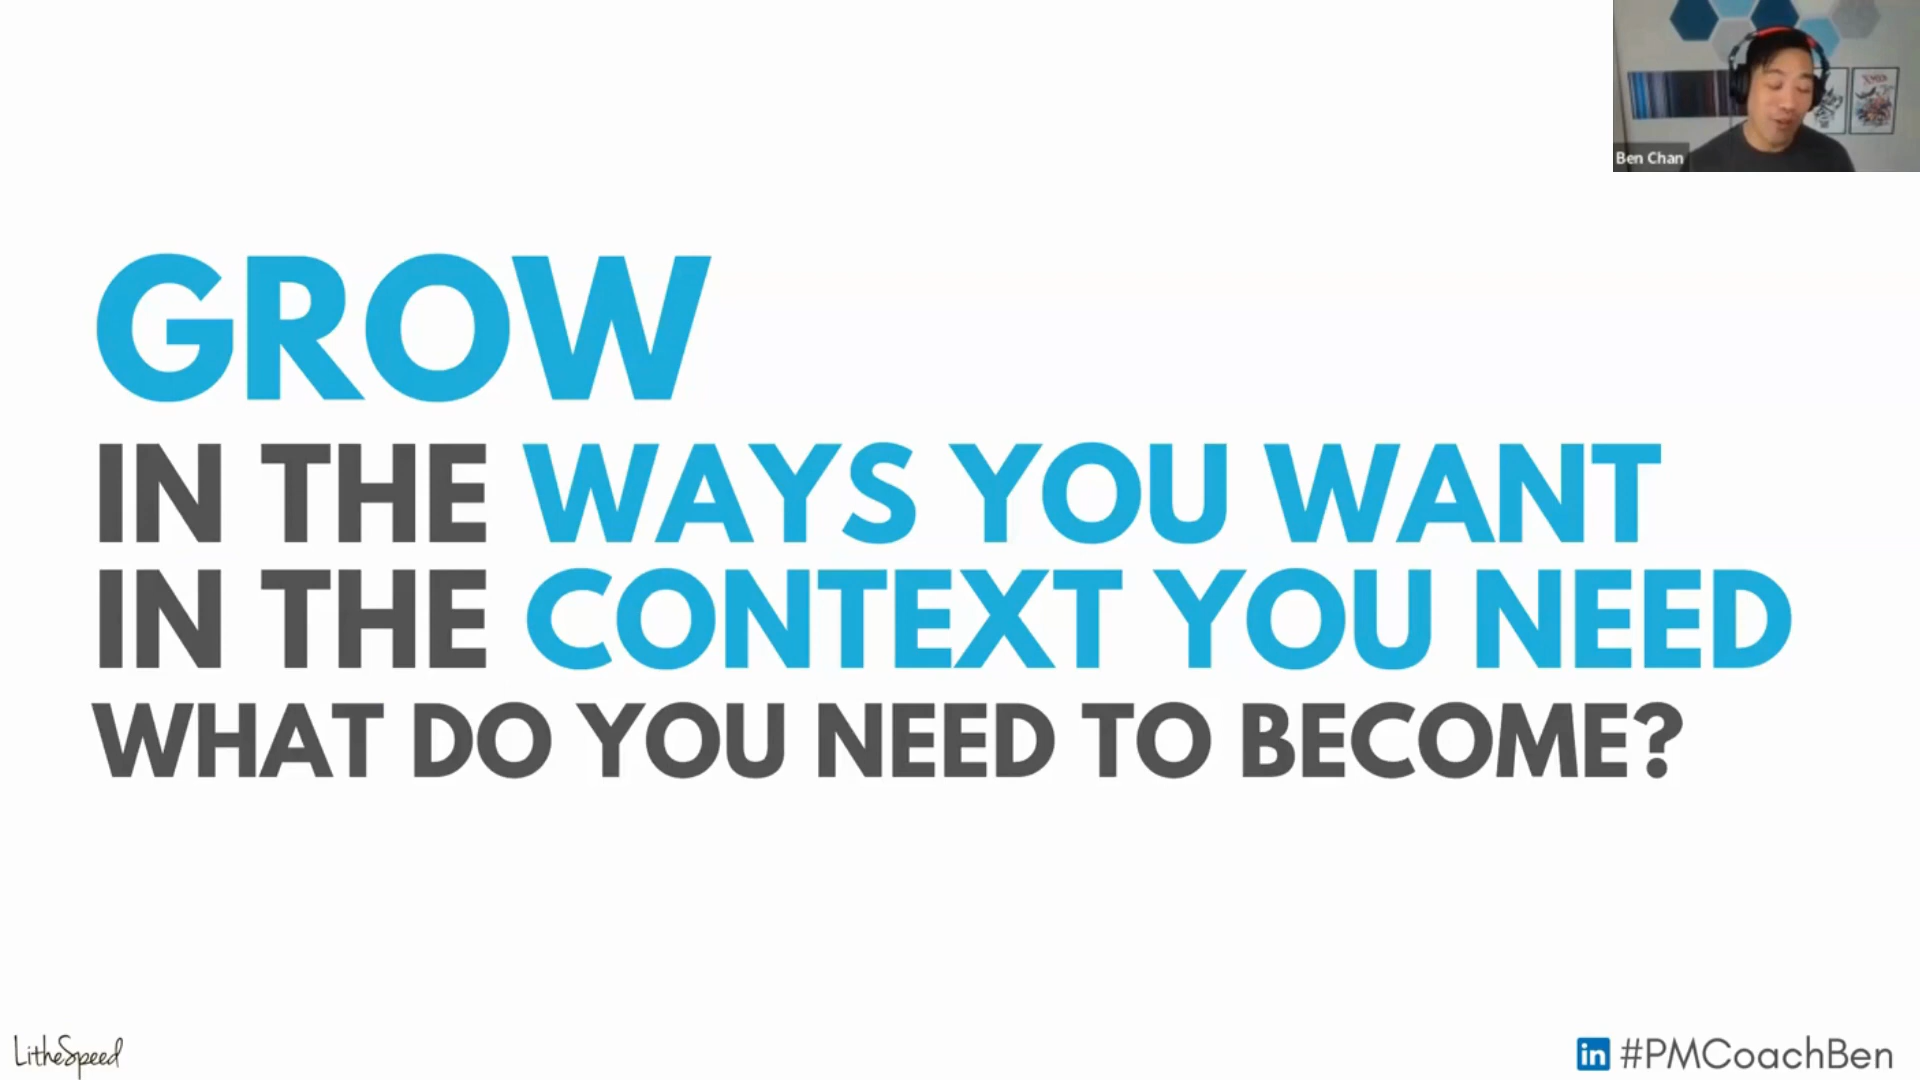 Ben Chan
GROW
IN THE WAYS YOU WANT
IN THE CONTEXT YOU NEED
WHAT DO YOU NEED TO BECOME?
LitheSpeed
in #PMCoachBen